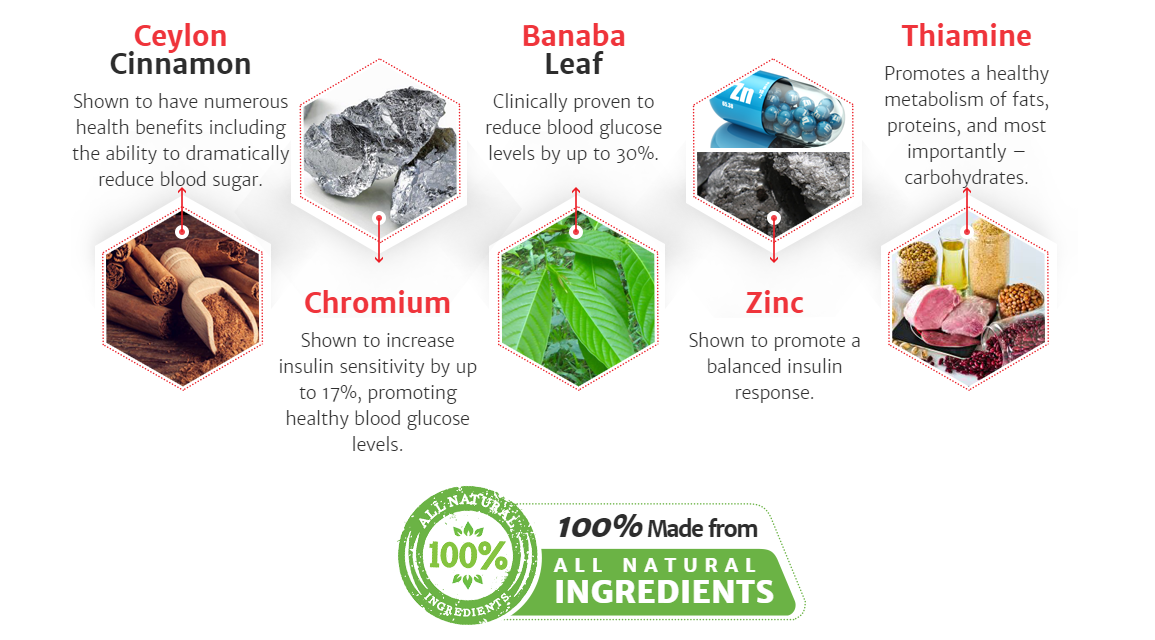 Ceylon
Cinnamon
Shown to have numerous
health benefits including
the ability to dramatically
reduce blood sugar.
Chromium
Shown to increase
insulin sensitivity by up
to 17%, promoting
healthy blood glucose
levels.
Banaba
Leaf
Clinically proven to
reduce blood glucose
levels by up to 30%.
Zn
Zinc
Shown to promote a
balanced insulin
response.
Thiamine
Promotes a healthy
metabolism of fats,
proteins, and most
importantly –
carbohydrates.
ALL NATURAL
100%
INGREDIENTS
100% Made from
ALL NATURAL
INGREDIENTS